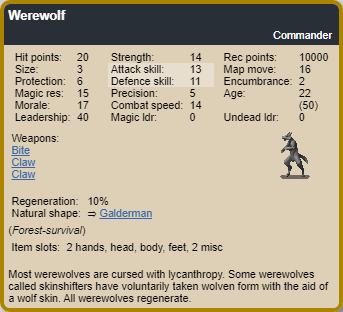 Werewolf
Commander
Hit points: 20 Strength: 14 Rec points: 10000
Size: 3 Attack skill: 13 Map move: 16
Protection: 6 Defence skill: 11 Encumbrance: 2
Magic res: 15 Precision: 5 Age: 22
Morale: 17 Combat speed: 14 (50)
Leadership: 40 Magic ldr: 0 Undead ldr: 0
Weapons:
Bite
Claw
Claw
Regeneration: 10%
Natural shape: ⇒ Galderman
(Forest-survival)
Item slots: 2 hands, head, body, feet, 2 misc
Most werewolves are cursed with lycanthropy. Some werewolves
called skinshifters have voluntarily taken wolven form with the aid of
a wolf skin. All werewolves regenerate.